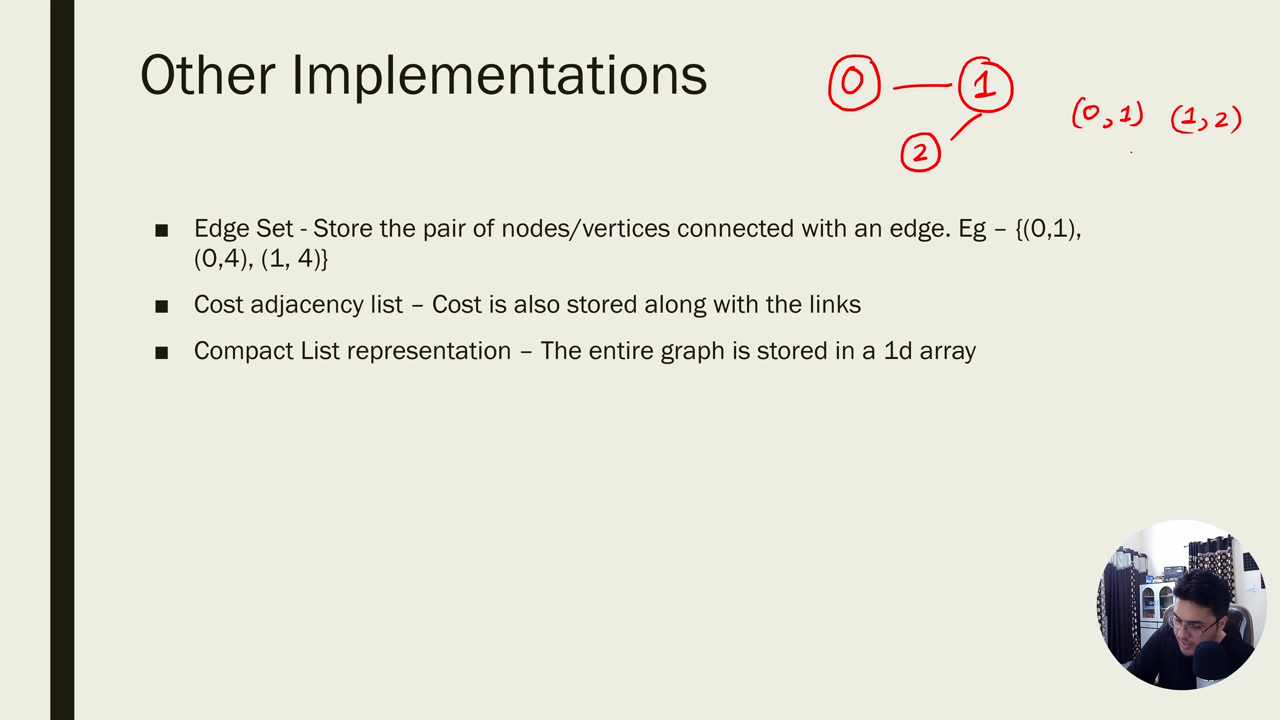 Other Implementations
0 1
(0,1) (1,2)
2
■ Edge Set - Store the pair of nodes/vertices connected with an edge. Eg – {(0,1),
(0,4), (1, 4)}
■ Cost adjacency list – Cost is also stored along with the links
■ Compact List representation – The entire graph is stored in a 1d array